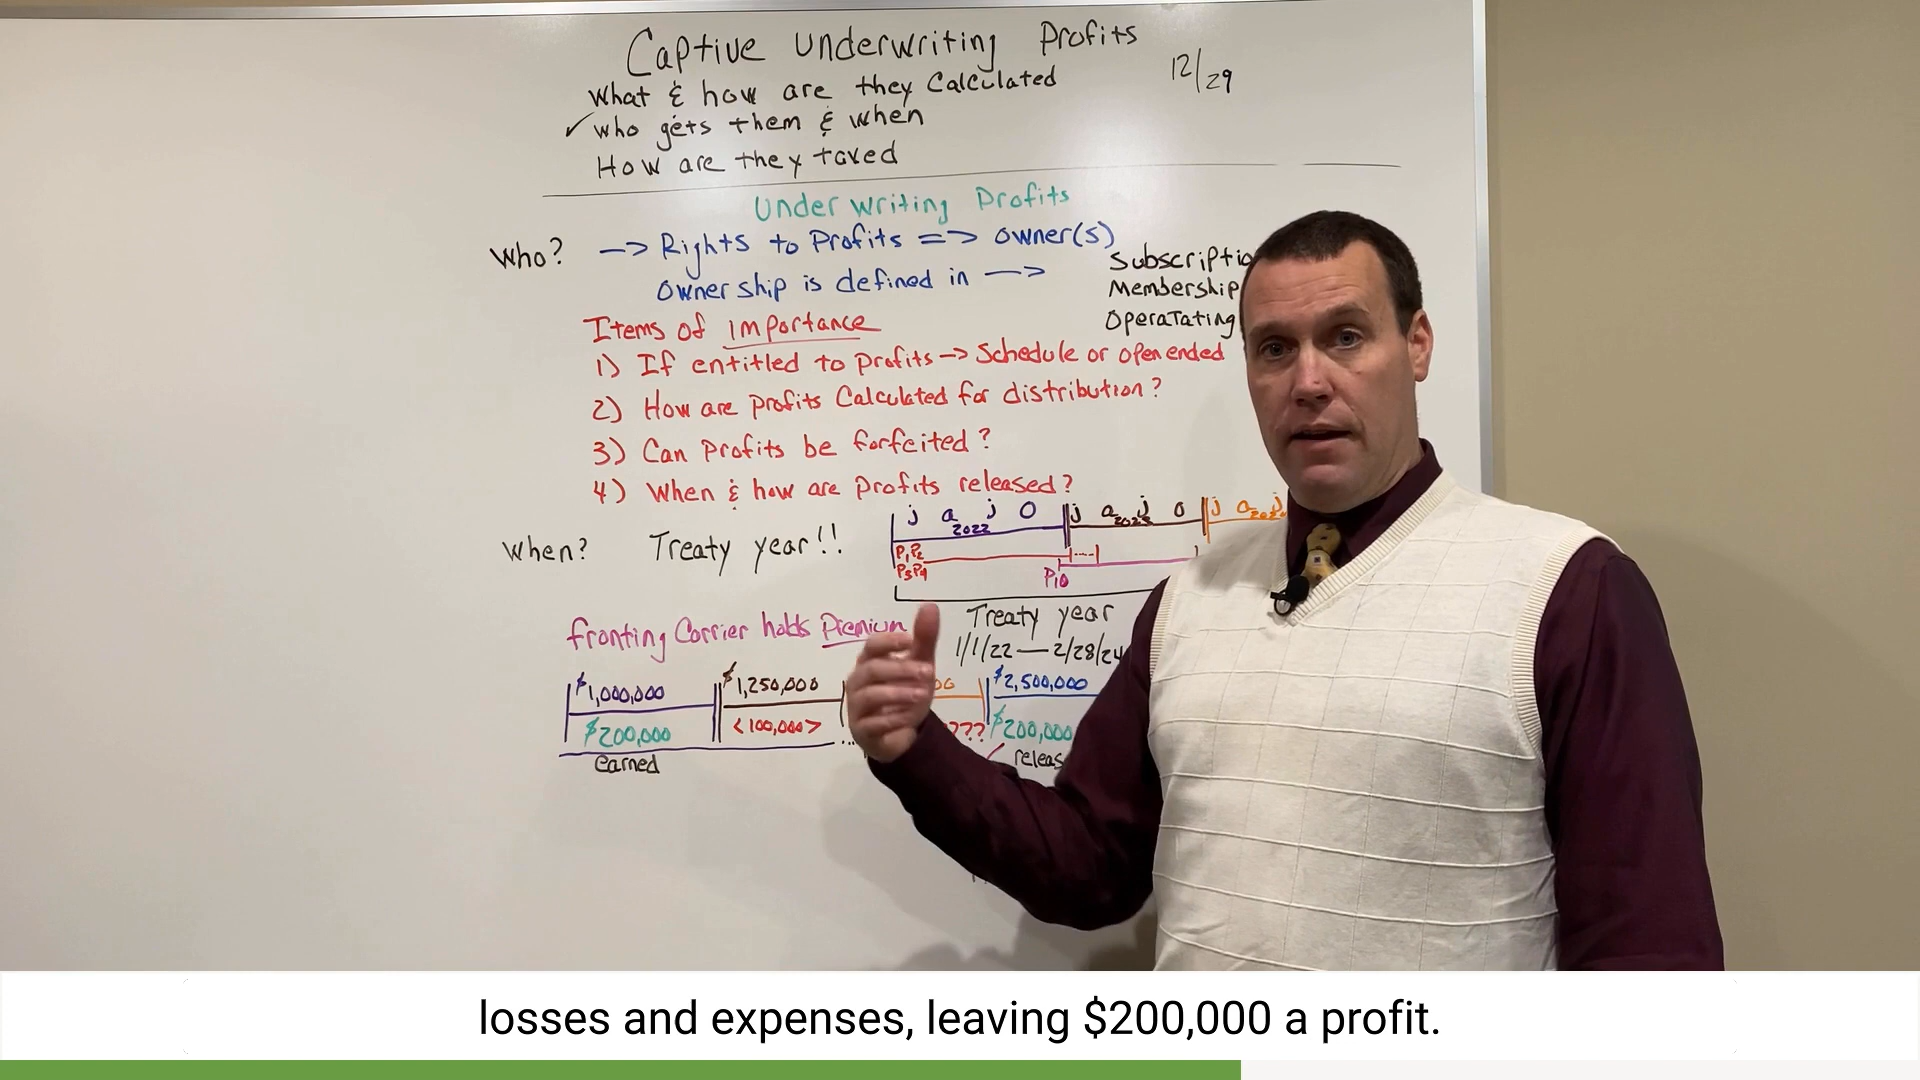 Captive Underwriting Profits
12/29
What & how are they Calculated
✓ who gets them & when
How are they taxed
Underwriting Profits
Who? —> Rights to Profits => owner(s)
Ownership is defined in —>
Subscriptio
Membership
Operatating
Items of importance
1) If entitled to profits -> Schedule or open ended
2) How are profits Calculated for distribution?
3) Can Profits be forfeited?
4) When & how are profits released?
j a j o j a j o j a j
2022 2023 202
When? Treaty year!!
P1 P2
P3 P4
P10
Treaty year
1/1/22 — 2/28/24
fronting Carrier holds Premium
$1,000,000 $1,250,000 $2,500,000
$200,000 <100,000> ??? $200,000
earned releas
losses and expenses, leaving $200,000 a profit.